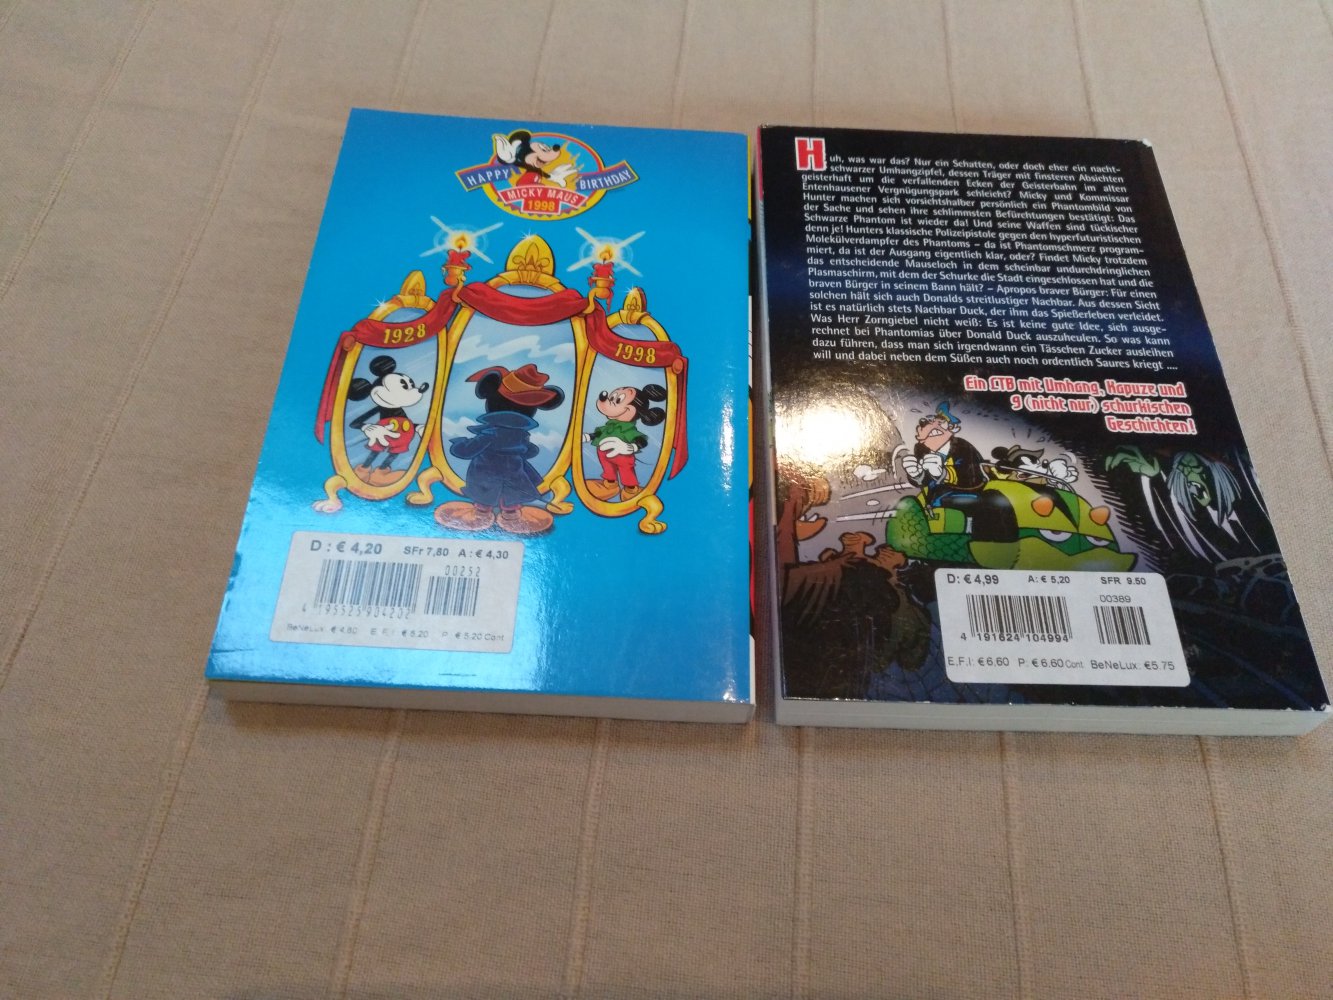 HAPPY BIRTHDAY
MICKY MAUS
1998
1928
1998
D : € 4,20 SFr 7,80 A : € 4,30
00252
4 195523 904202
BeNeLux: € 4,80 E.F.I: € 5,20 P. € 5,20 Cont
Huh, was war das? Nur ein Schatten, oder doch eher ein nacht-
schwarzer Umhangzipfel, dessen Träger mit finsteren Absichten
geisterhaft um die verfallenden Ecken der Geisterbahn im alten
Entenhausener Vergnügungspark schleicht? Micky und Kommissar
Hunter machen sich vorsichtshalber persönlich ein Phantombild von
der Sache und sehen ihre schlimmsten Befürchtungen bestätigt: Das
Schwarze Phantom ist wieder da! Und seine Waffen sind tückischer
denn je! Hunters klassische Polizeipistole gegen den hyperfuturistischen
Molekülverdampfer des Phantoms – da ist Phantomschmerz program-
miert, da ist der Ausgang eigentlich klar, oder? Findet Micky trotzdem
das entscheidende Mauseloch in dem scheinbar undurchdringlichen
Plasmaschirm, mit dem der Schurke die Stadt eingeschlossen hat und die
braven Bürger in seinem Bann hält? – Apropos braver Bürger: Für einen
solchen hält sich auch Donalds streitlustiger Nachbar. Aus dessen Sicht
ist es natürlich stets Nachbar Duck, der ihm das Spießerleben verleidet.
Was Herr Zorngiebel nicht weiß: Es ist keine gute Idee, sich ausge-
rechnet bei Phantomias über Donald Duck auszuheulen. So was kann
dazu führen, dass man sich irgendwann ein Tässchen Zucker ausleihen
will und dabei neben dem Süßen auch noch ordentlich Saures kriegt ....
Ein LTB mit Umhang, Kapuze und
9 (nicht nur) schurkischen
Geschichten!
D: € 4,99 A: € 5,20 SFR 9.50
00389
4 191624 104994
E.F.I: € 6,60 P. € 6,60 Cont BeNeLux: €5.75